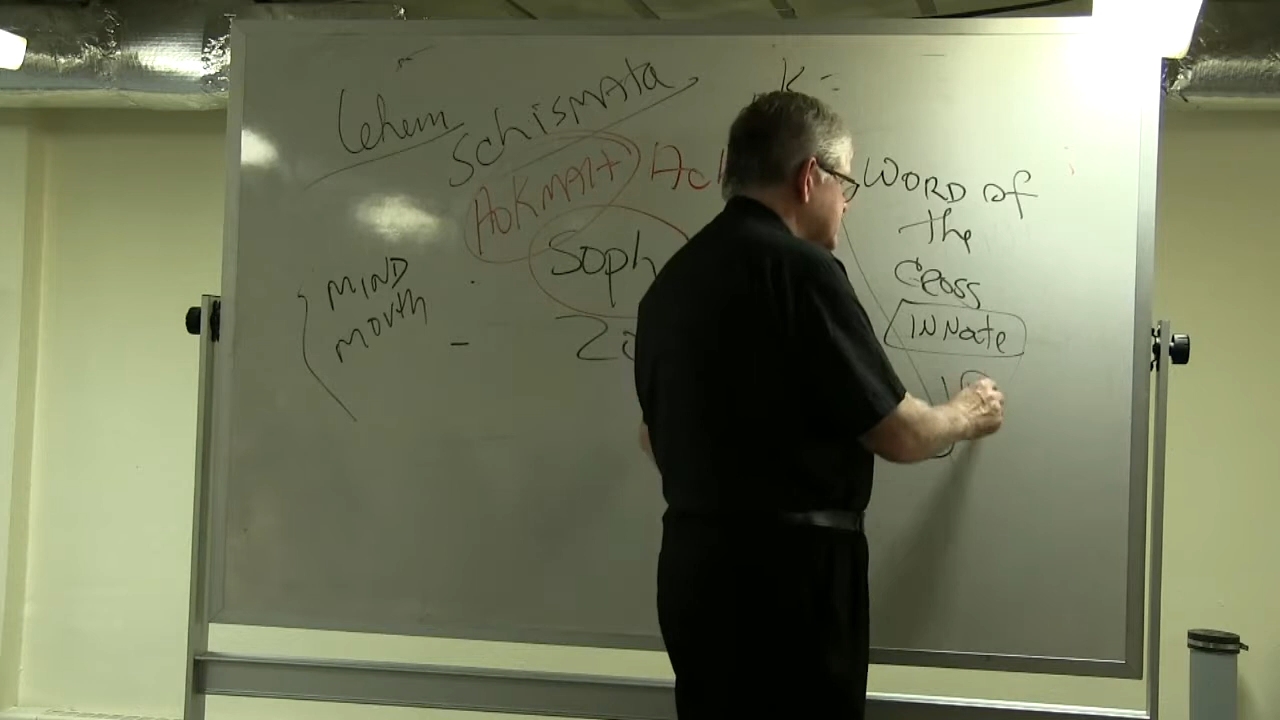 Lehem
Schismata
K =
HOKMAH
Soph
MIND
MOUTH
WORD OF
the
CROSS
INNate